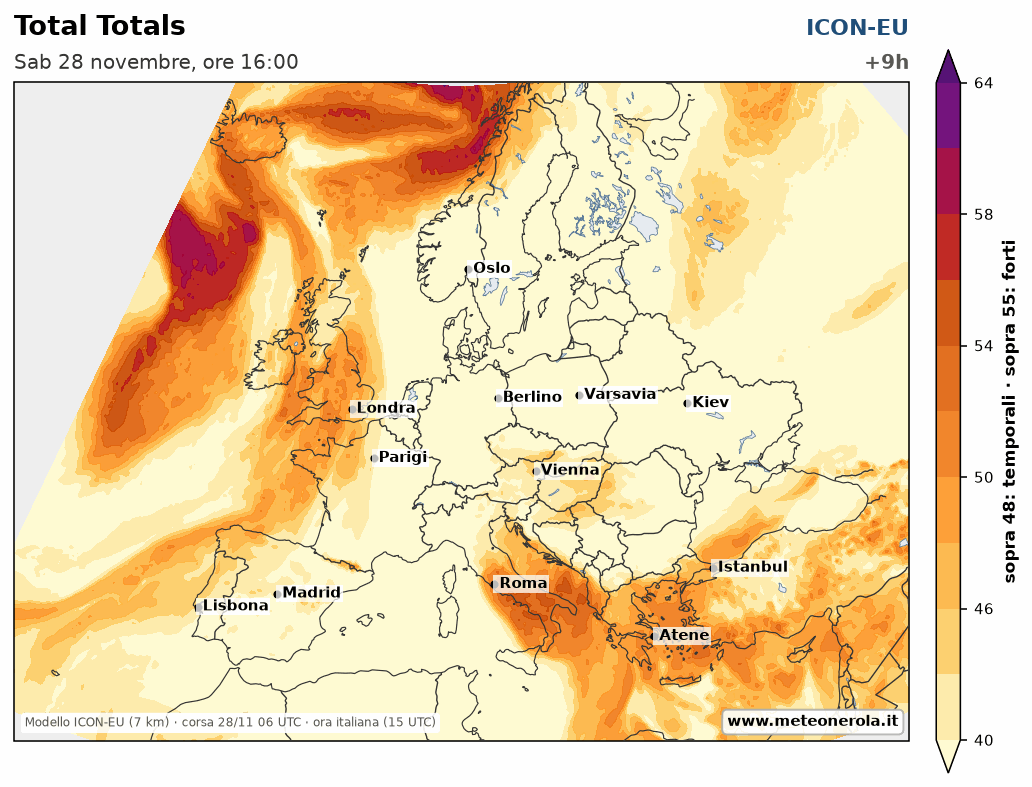 Total Totals
ICON-EU
Sab 28 novembre, ore 16:00
+9h
64
58
54
50
46
40
sopra 48: temporali · sopra 55: forti
Oslo
Berlino
Varsavia
Kiev
Londra
Parigi
Vienna
Istanbul
Roma
Madrid
Lisbona
Atene
Modello ICON-EU (7 km) · corsa 28/11 06 UTC · ora italiana (15 UTC)
www.meteonerola.it